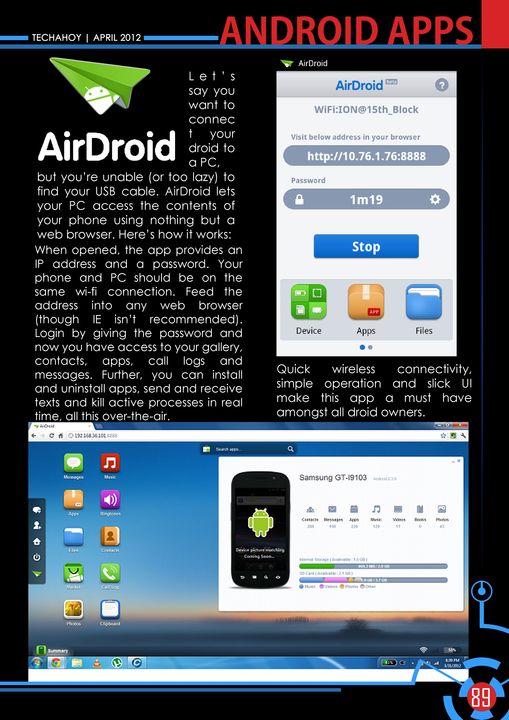 TECHAHOY | APRIL 2012
ANDROID APPS
AirDroid
L e t ' s
say you
want to
connec
t your
droid to
a PC,
but you're unable (or too lazy) to
find your USB cable. AirDroid lets
your PC access the contents of
your phone using nothing but a
web browser. Here's how it works:
When opened, the app provides an
IP address and a password. Your
phone and PC should be on the
same wi-fi connection. Feed the
address into any web browser
(though IE isn't recommended).
Login by giving the password and
now you have access to your gallery,
contacts, apps, call logs and
messages. Further, you can install
and uninstall apps, send and receive
texts and kill active processes in real
time, all this over-the-air.
AirDroid
AirDroid beta ?
WiFi:ION@15th_Block
Visit below address in your browser
http://10.76.1.76:8888
Password
1m19
Stop
APP
Device Apps Files
Quick wireless connectivity,
simple operation and slick UI
make this app a must have
amongst all droid owners.
AirDroid
192.168.36.101:8888
Search apps...
Messages Music
Apps Ringtones
Files Contacts
Market Call Log
Photos Clipboard
Samsung GT-I9103
Device picture matching
Coming Soon...
Contacts Messages Apps Music Videos Books Photos
Music Videos Photos Other
Summary
8:39 PM
89